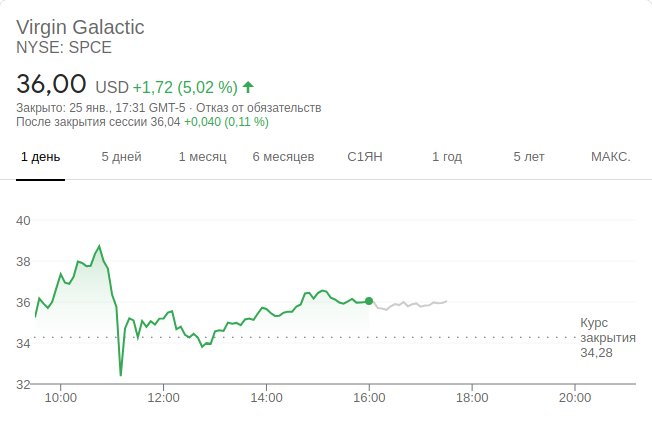 Virgin Galactic
NYSE: SPCE
36,00 USD +1,72 (5,02 %)
Закрыто: 25 янв., 17:31 GMT-5 · Отказ от обязательств
После закрытия сессии 36,04 +0,040 (0,11 %)
1 день 5 дней 1 месяц 6 месяцев С1ЯН 1 год 5 лет МАКС.
40
38
36
34
32
Курс
закрытия
34,28
10:00 12:00 14:00 16:00 18:00 20:00